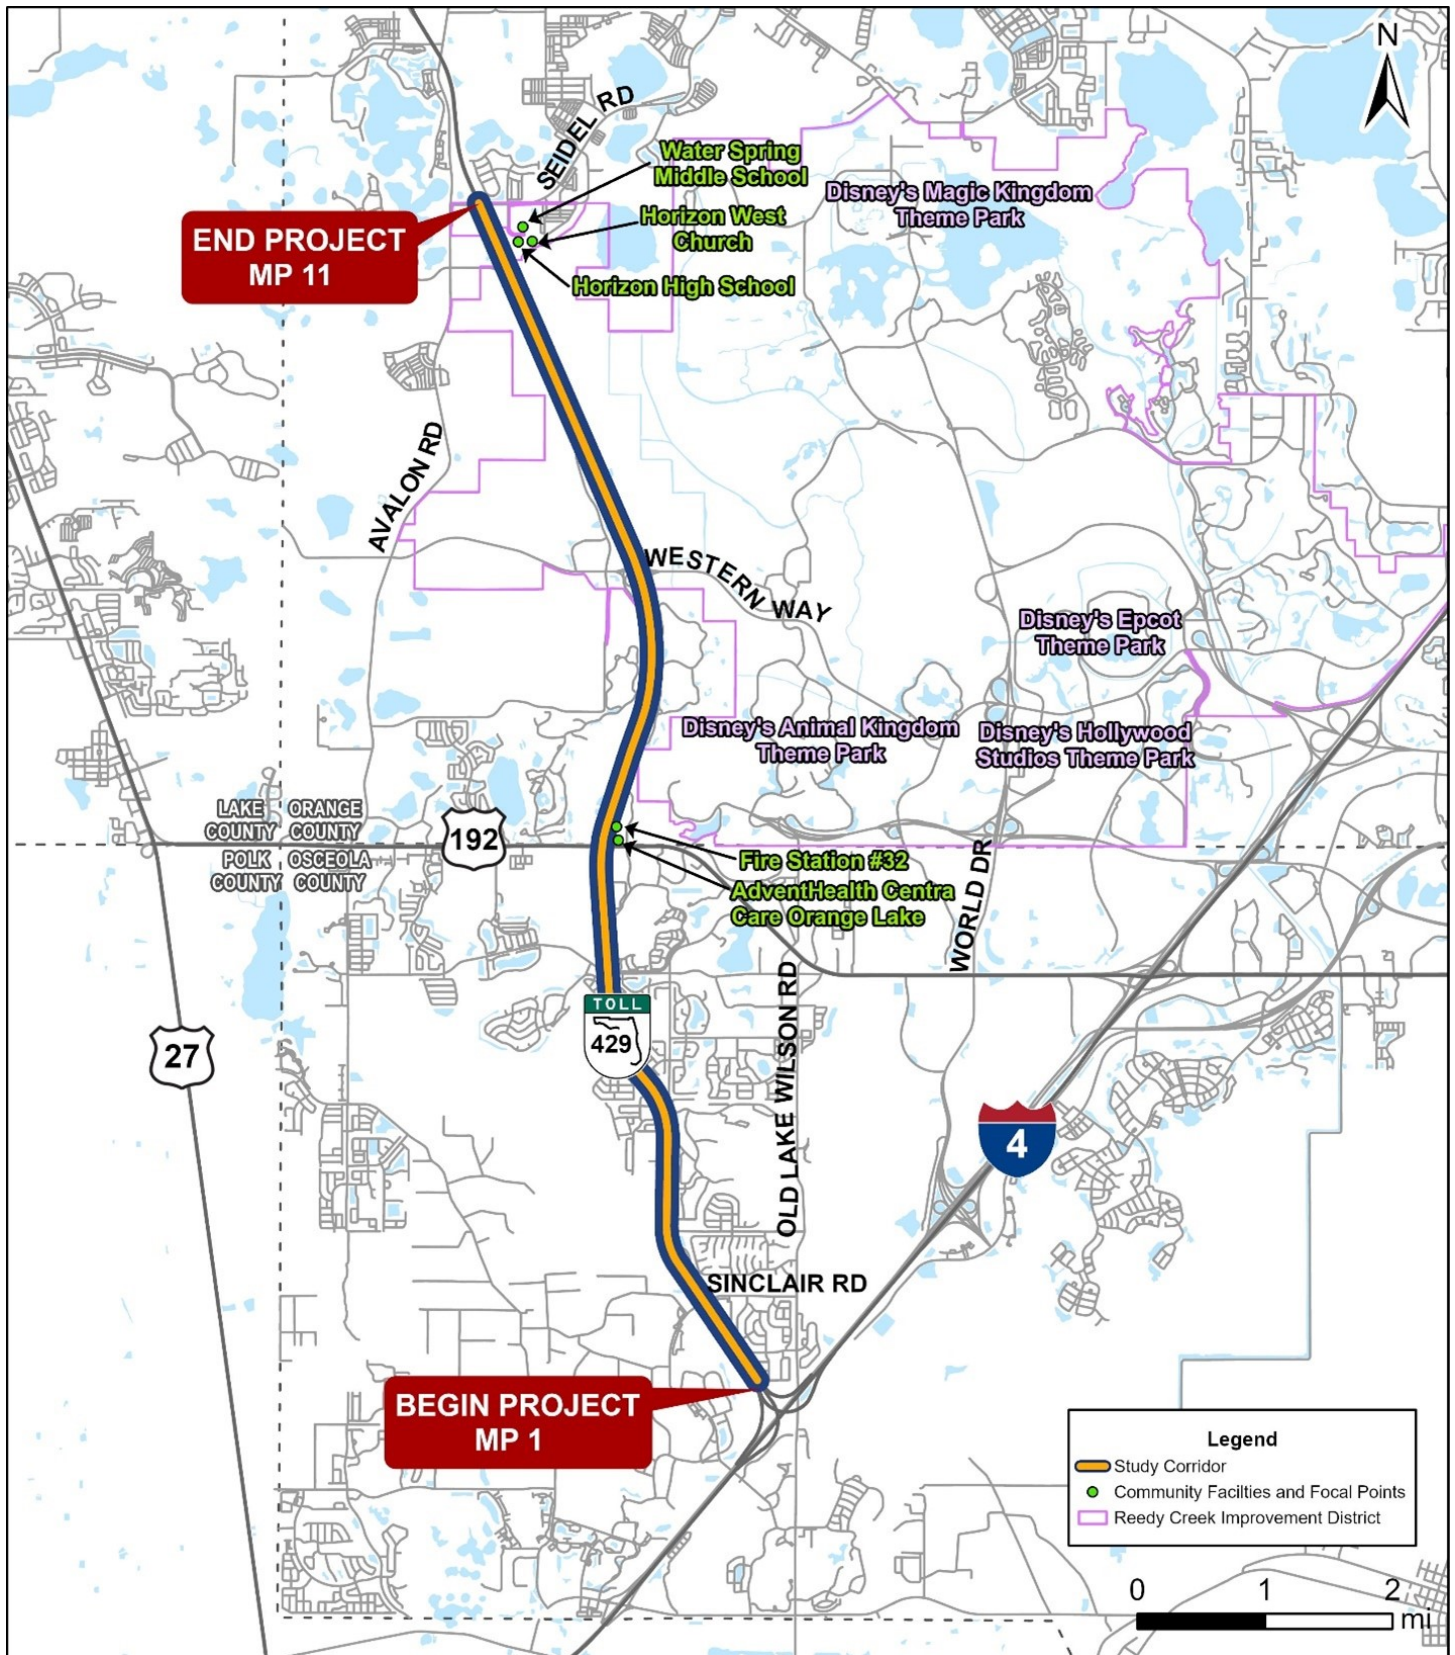 N
SEIDEL RD
Water Spring
Middle School
Disney's Magic Kingdom
Theme Park
Horizon West
Church
END PROJECT
MP 11
Horizon High School
AVALON RD
WESTERN WAY
Disney's Epcot
Theme Park
Disney's Animal Kingdom
Theme Park
Disney's Hollywood
Studios Theme Park
LAKE
COUNTY
ORANGE
COUNTY
192
POLK
COUNTY
OSCEOLA
COUNTY
Fire Station #32
AdventHealth Centra
Care Orange Lake
WORLD DR
TOLL
429
27
OLD LAKE WILSON RD
4
SINCLAIR RD
BEGIN PROJECT
MP 1
Legend
Study Corridor
Community Facilties and Focal Points
Reedy Creek Improvement District
0 1 2
mi